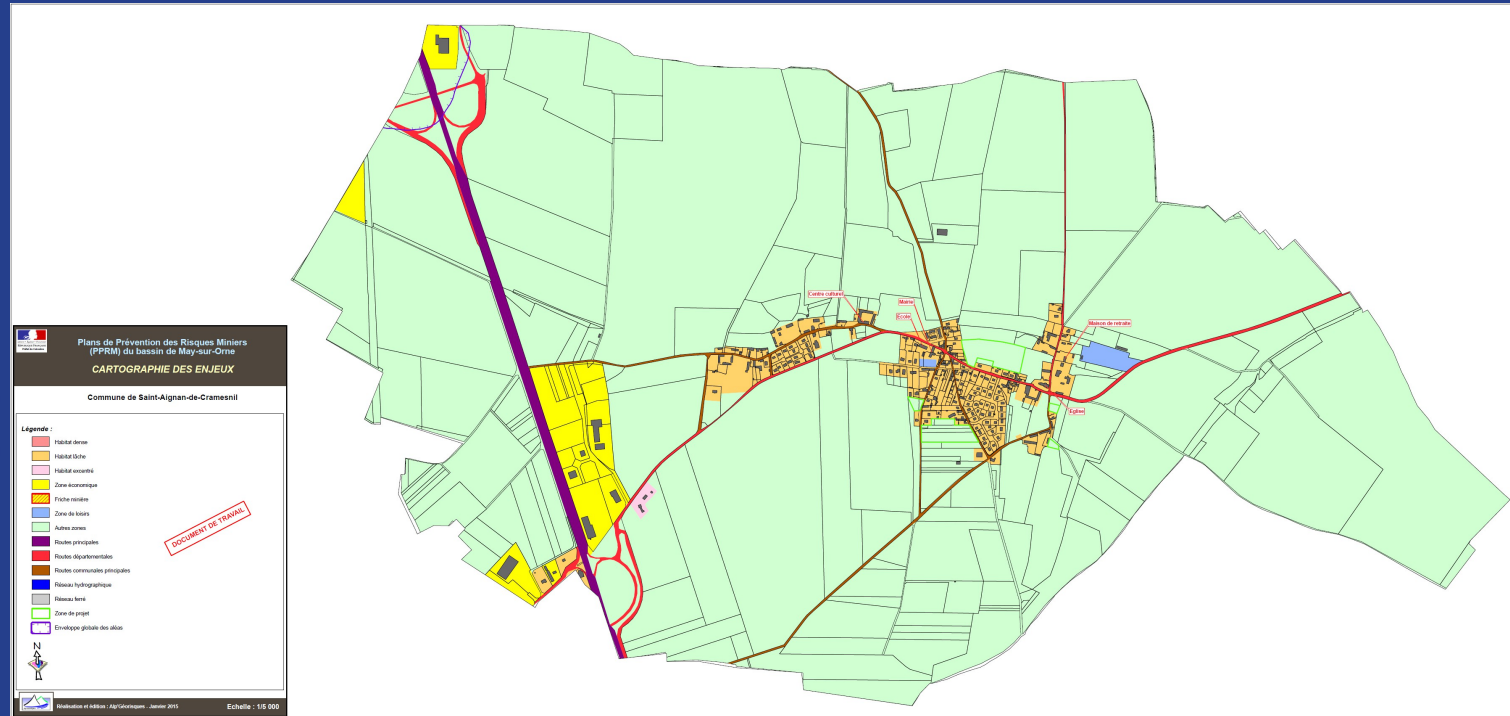 Plans de Prévention des Risques Miniers
(PPRM) du bassin de May-sur-Orne
CARTOGRAPHIE DES ENJEUX
Commune de Saint-Aignan-de-Cramesnil
Légende :
Habitat dense
Habitat lâche
Habitat excentré
Zone économique
Friche minière
Zone de loisirs
Autres zones
Routes principales
Routes départementales
Routes communales principales
Réseau hydrographique
Réseau ferré
Zone de projet
Enveloppe globale des aléas
DOCUMENT DE TRAVAIL
N
Réalisation et édition : Alp'Géorisques - Janvier 2015
Echelle : 1/5 000
Centre culturel
Mairie
Ecole
Maison de retraite
Eglise